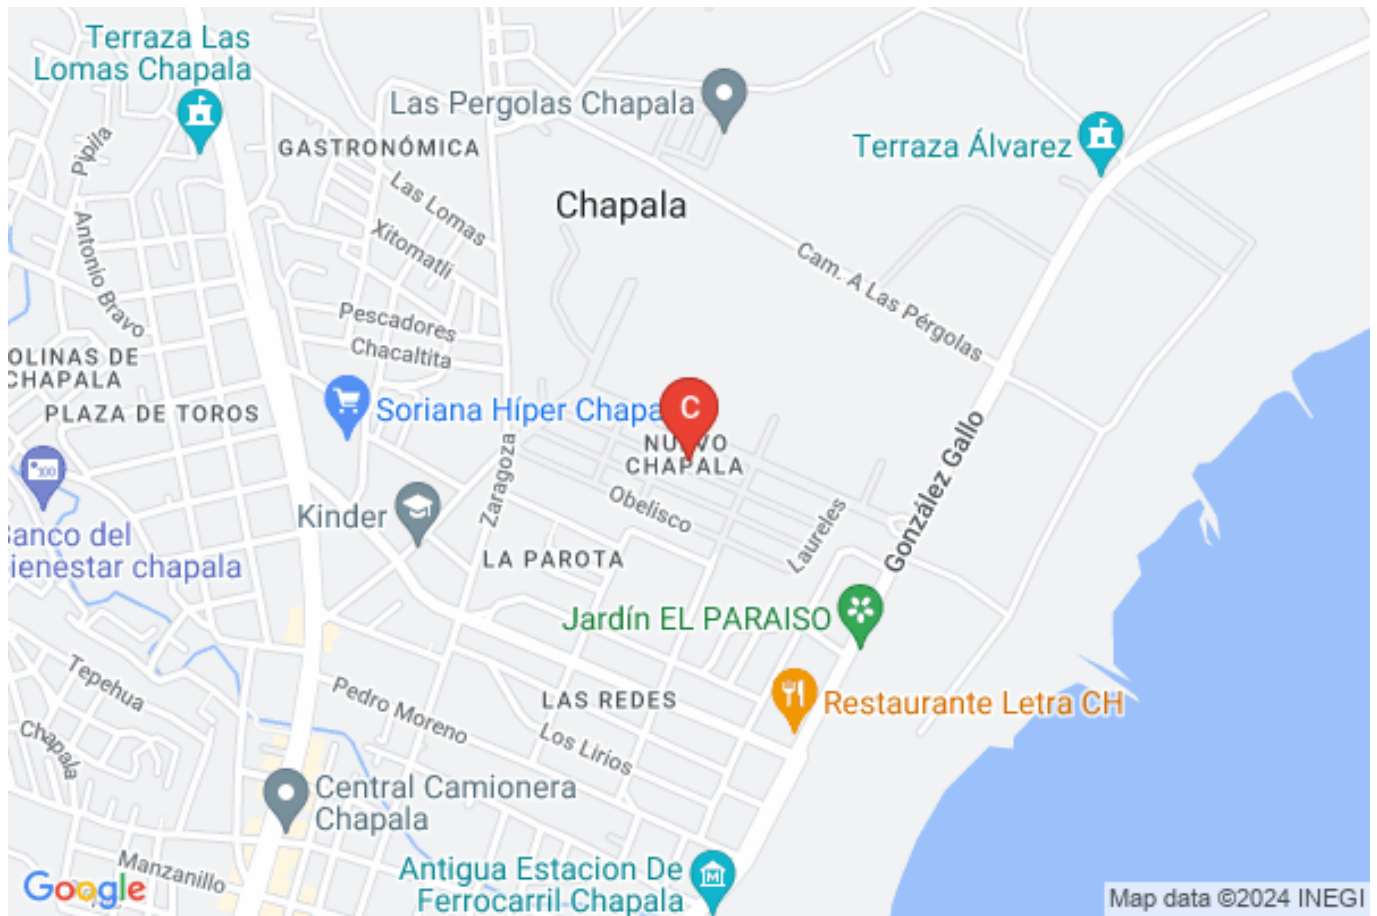 Terraza Las
Lomas Chapala
Las Pergolas Chapala
Pipila
GASTRONÓMICA
Terraza Álvarez
Las Lomas
Chapala
Antonio Bravo
Xitomatli
Cam. A Las Pérgolas
Pescadores
Chacaltita
OLINAS DE
CHAPALA
PLAZA DE TOROS
Soriana Híper Chapa
C
NUEVO
CHAPALA
Zaragoza
González Gallo
100
Obelisco
Laureles
Kinder
anco del
ienestar chapala
LA PAROTA
Jardín EL PARAISO
Tepehua
Pedro Moreno
LAS REDES
Restaurante Letra CH
Chapala
Los Lirios
Central Camionera
Chapala
Manzanillo
Antigua Estacion De
Ferrocarril Chapala
M
Google
Map data ©2024 INEGI